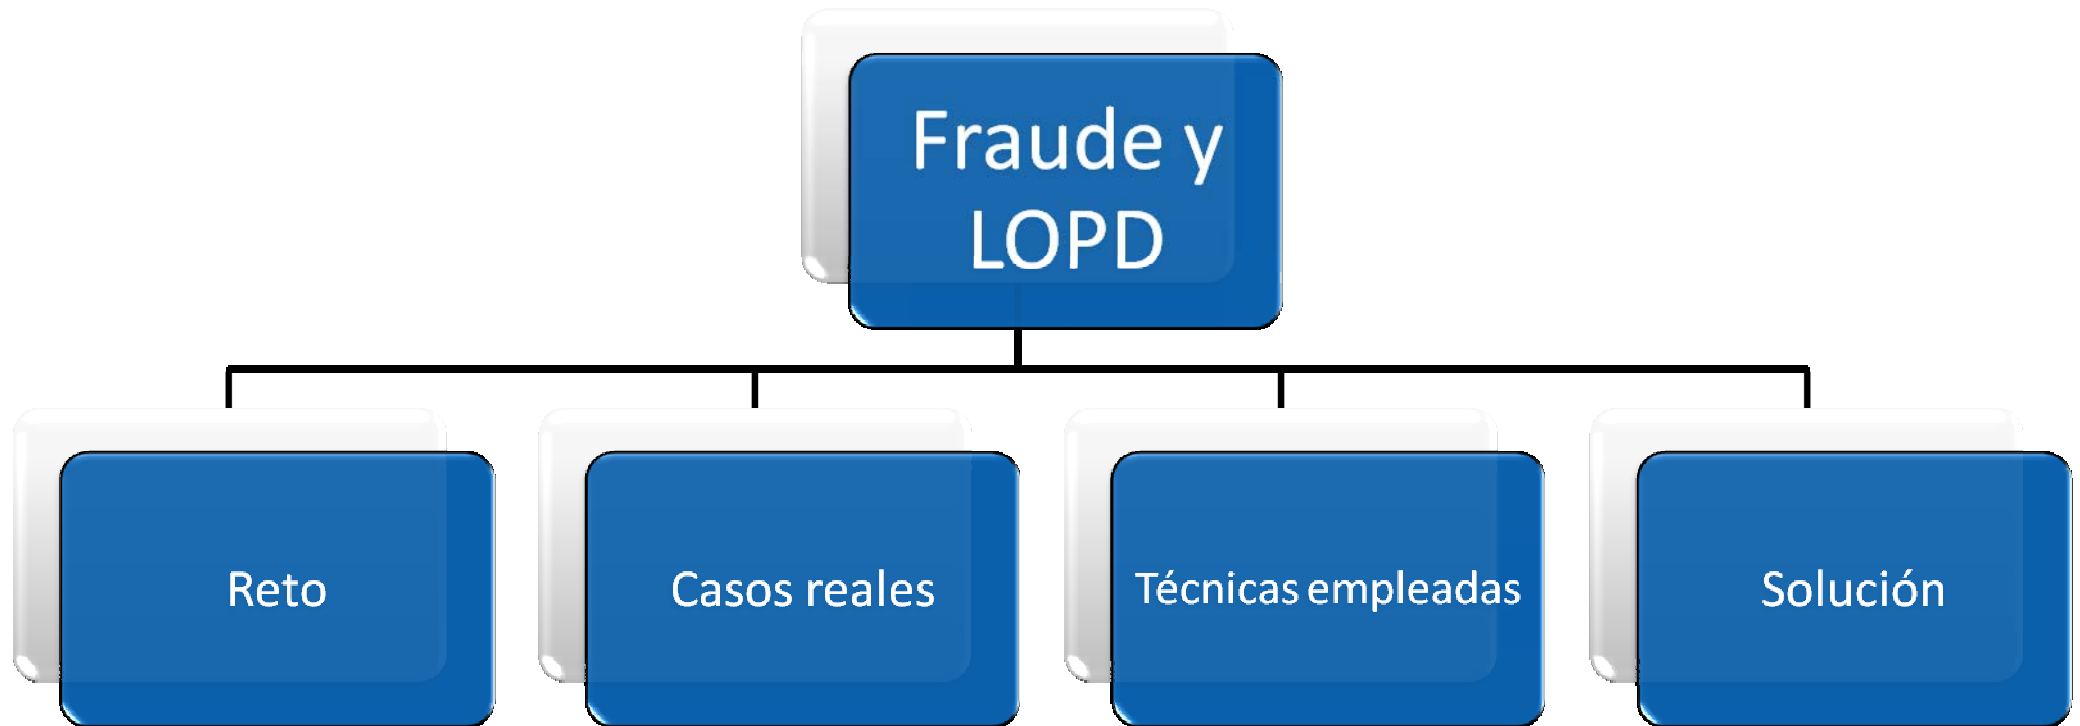 Fraude y
LOPD
Reto
Casos reales
Técnicas empleadas
Solución